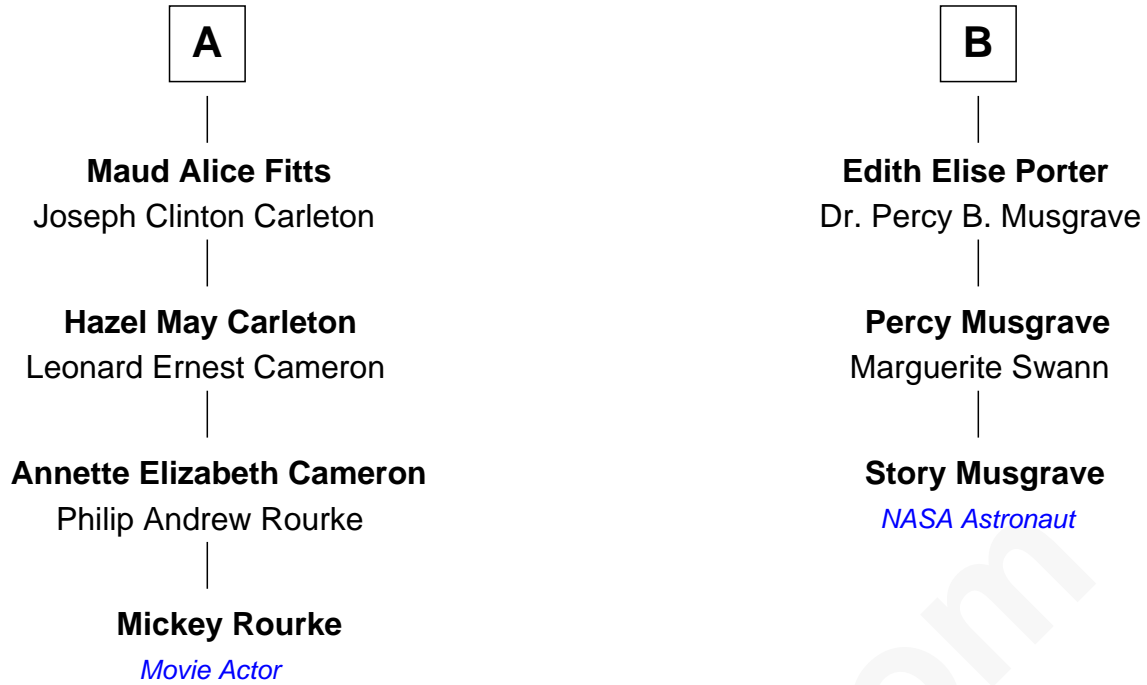 A
Maud Alice Fitts
Joseph Clinton Carleton
Hazel May Carleton
Leonard Ernest Cameron
Annette Elizabeth Cameron
Philip Andrew Rourke
Mickey Rourke
Movie Actor
B
Edith Elise Porter
Dr. Percy B. Musgrave
Percy Musgrave
Marguerite Swann
Story Musgrave
NASA Astronaut
om